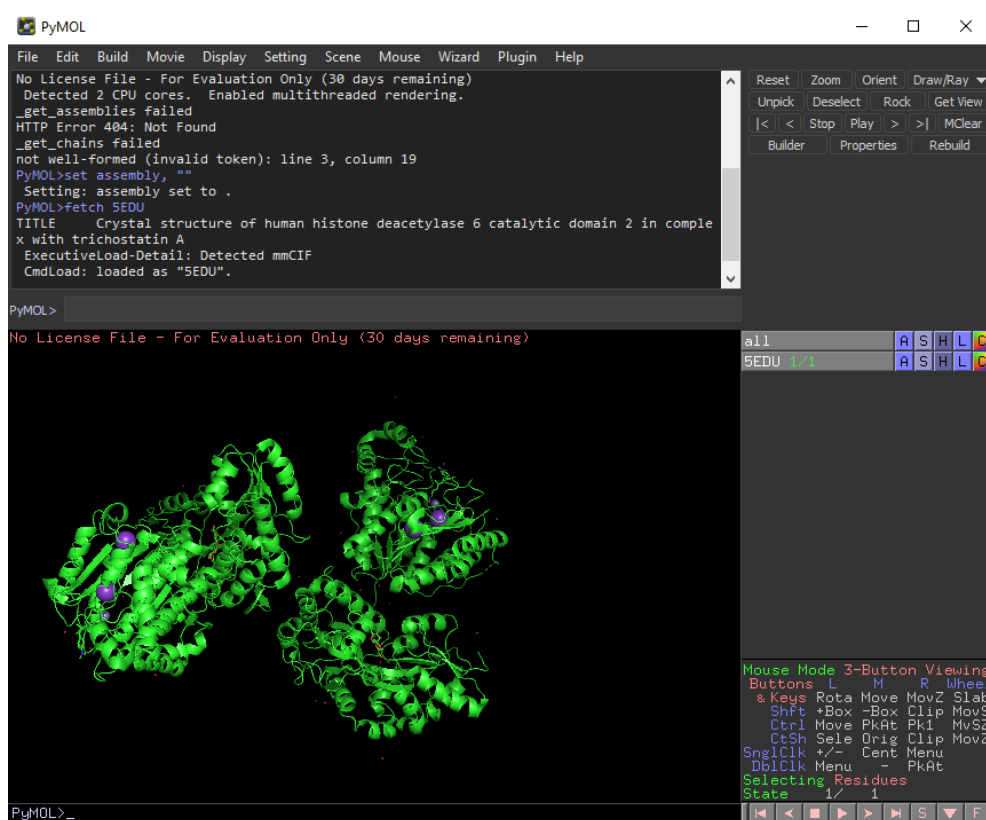 PyMOL
File Edit Build Movie Display Setting Scene Mouse Wizard Plugin Help
No License File - For Evaluation Only (30 days remaining)
Detected 2 CPU cores. Enabled multithreaded rendering.
_get_assemblies failed
HTTP Error 404: Not Found
_get_chains failed
not well-formed (invalid token): line 3, column 19
PyMOL>set assembly, ""
Setting: assembly set to .
PyMOL>fetch 5EDU
TITLE Crystal structure of human histone deacetylase 6 catalytic domain 2 in comple
x with trichostatin A
ExecutiveLoad-Detail: Detected mmCIF
CmdLoad: loaded as "5EDU".
PyMOL>
Reset Zoom Orient Draw/Ray
Unpick Deselect Rock Get View
|< < Stop Play > >| MClear
Builder Properties Rebuild
No License File - For Evaluation Only (30 days remaining)
all A S H L C
5EDU 1/1 A S H L C
Mouse Mode 3-Button Viewing
Buttons L M R Whee
& Keys Rota Move MovZ Slab
Shft +Box -Box Clip MovS
Ctrl Move PkAt Pk1 MvSZ
CtSh Sele Orig Clip MovZ
SnglClk +/- Cent Menu
DblClk Menu - PkAt
Selecting Residues
State 1/ 1
PyMOL>_
S F